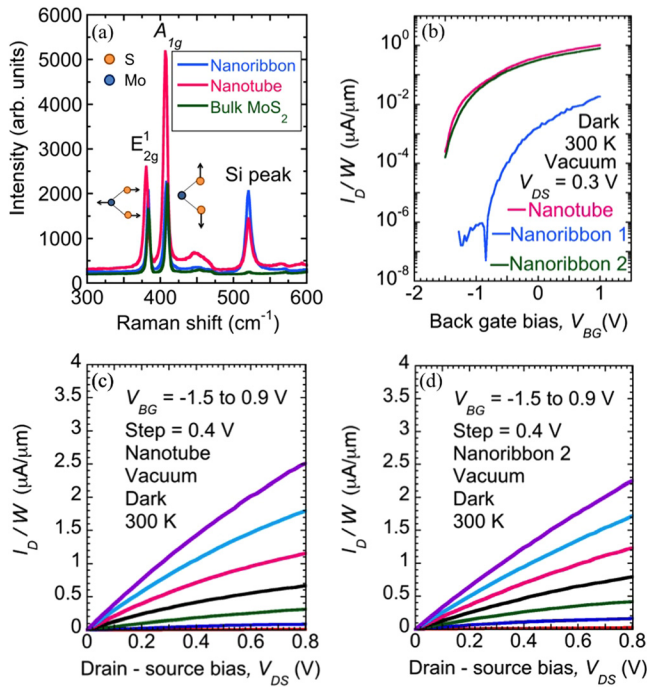 (a)
A1g
S
Mo
Nanoribbon
Nanotube
Bulk MoS2
E12g
Si peak
6000
5000
4000
3000
2000
1000
0
Intensity (arb. units)
300 400 500 600
Raman shift (cm-1)
(b)
10^0
10^-2
10^-4
10^-6
10^-8
ID/W (μA/μm)
Dark
300 K
Vacuum
VDS = 0.3 V
Nanotube
Nanoribbon 1
Nanoribbon 2
−2 −1 0 1 2
Back gate bias, VBG(V)
(c)
4
3.5
3
2.5
2
1.5
1
0.5
0
ID/W (μA/μm)
VBG = -1.5 to 0.9 V
Step = 0.4 V
Nanotube
Vacuum
Dark
300 K
0 0.2 0.4 0.6 0.8
Drain - source bias, VDS (V)
(d)
4
3.5
3
2.5
2
1.5
1
0.5
0
ID/W (μA/μm)
VBG = -1.5 to 0.9 V
Step = 0.4 V
Nanoribbon 2
Vacuum
Dark
300 K
0 0.2 0.4 0.6 0.8
Drain - source bias, VDS (V)